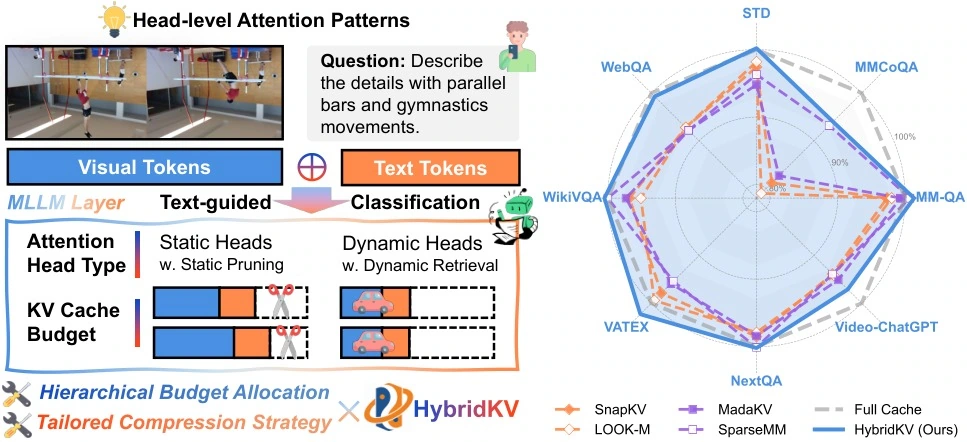 Head-level Attention Patterns
Question: Describe
the details with parallel
bars and gymnastics
movements.
Visual Tokens
Text Tokens
MLLM Layer
Text-guided
Classification
Attention
Head Type
Static Heads
w. Static Pruning
Dynamic Heads
w. Dynamic Retrieval
KV Cache
Budget
Hierarchical Budget Allocation
Tailored Compression Strategy
HybridKV
STD
MMCoQA
MM-QA
Video-ChatGPT
NextQA
VATEX
WikiVQA
WebQA
100%
90%
80%
SnapKV
LOOK-M
MadaKV
SparseMM
Full Cache
HybridKV (Ours)